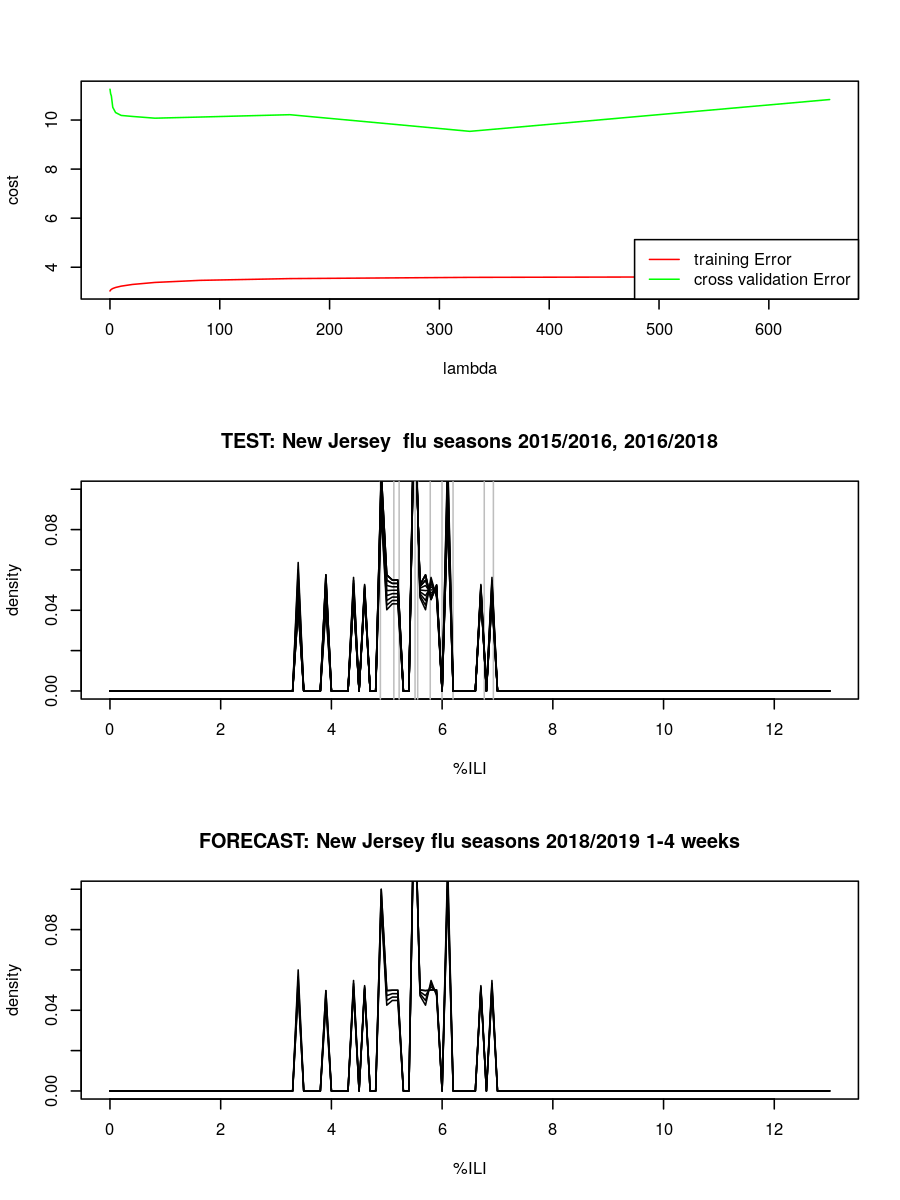 10
8
6
4
cost
training Error
cross validation Error
0 100 200 300 400 500 600
lambda
TEST: New Jersey  flu seasons 2015/2016, 2016/2018
0.08
0.04
0.00
density
0 2 4 6 8 10 12
%ILI
FORECAST: New Jersey flu seasons 2018/2019 1-4 weeks
0.08
0.04
0.00
density
0 2 4 6 8 10 12
%ILI